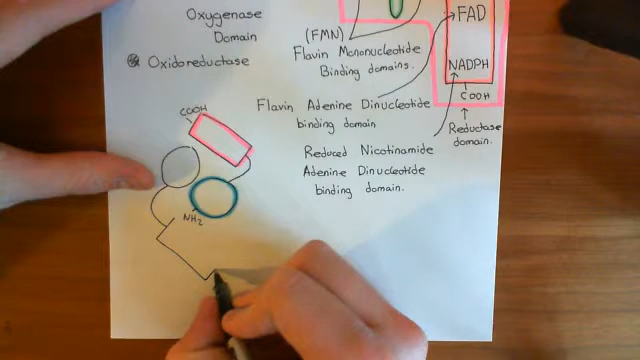 Oxygenase
Domain
Oxidoreductase
(FMN)
Flavin Mononucleotide
Binding domains.
FAD
NADPH
COOH
Reductase
domain.
Flavin Adenine Dinucleotide
binding domain
Reduced Nicotinamide
Adenine Dinucleotide
binding domain.
COOH
NH2